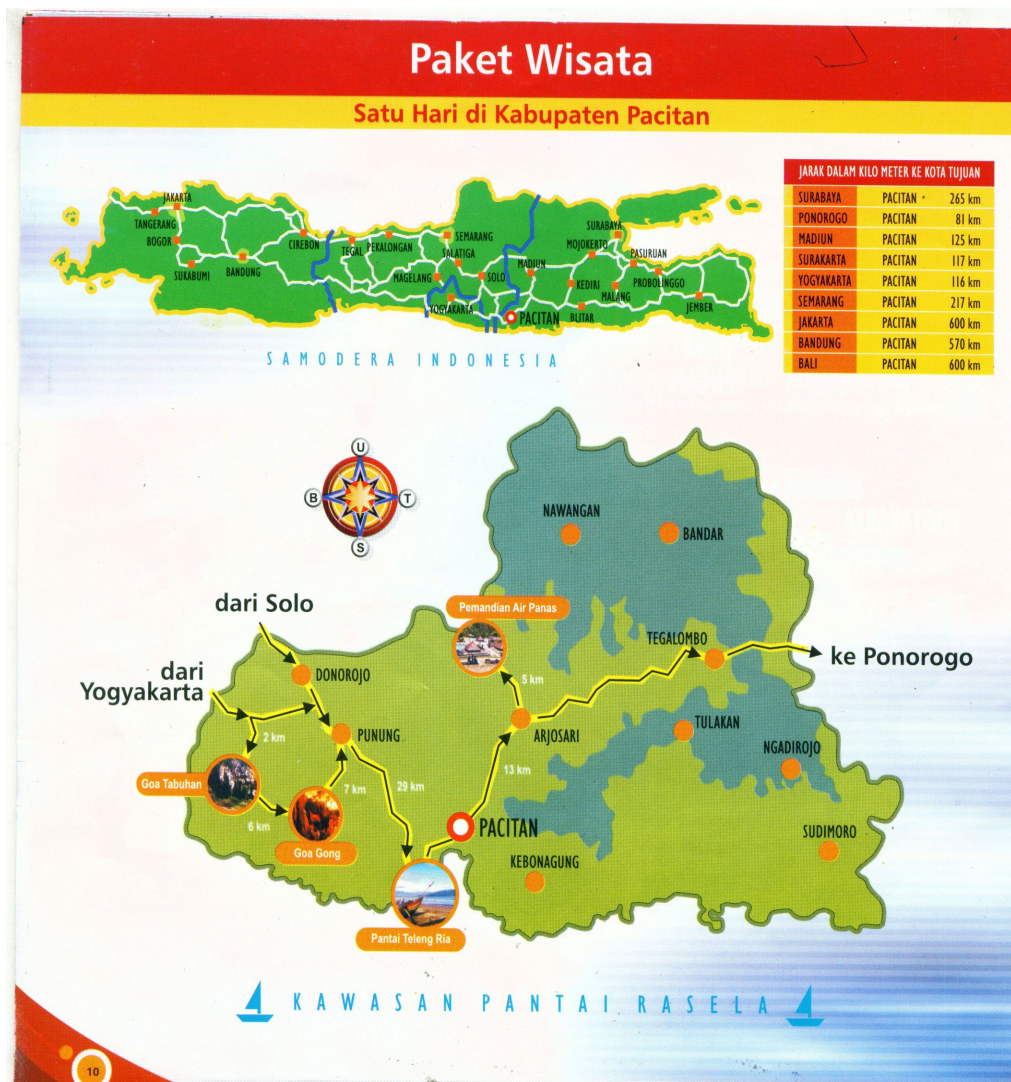 Paket Wisata
Satu Hari di Kabupaten Pacitan
JARAK DALAM KILO METER KE KOTA TUJUAN
SURABAYA PACITAN 265 km
PONOROGO PACITAN 81 km
MADIUN PACITAN 125 km
SURAKARTA PACITAN 117 km
YOGYAKARTA PACITAN 116 km
SEMARANG PACITAN 217 km
JAKARTA PACITAN 600 km
BANDUNG PACITAN 570 km
BALI PACITAN 600 km
JAKARTA
TANGERANG
BOGOR
SUKABUMI
BANDUNG
CIREBON
TEGAL
PEKALONGAN
SEMARANG
SALATIGA
MAGELANG
SOLO
YOGYAKARTA
MADIUN
PACITAN
SURABAYA
MOJOKERTO
PASURUAN
KEDIRI
MALANG
PROBOLINGGO
BLITAR
JEMBER
SAMODERA INDONESIA
U
B
T
S
NAWANGAN
BANDAR
dari Solo
Pemandian Air Panas
TEGALOMBO
ke Ponorogo
dari
Yogyakarta
DONOROJO
5 km
PUNUNG
2 km
ARJOSARI
TULAKAN
NGADIROJO
13 km
Goa Tabuhan
7 km
29 km
6 km
Goa Gong
PACITAN
SUDIMORO
KEBONAGUNG
Pantai Teleng Ria
KAWASAN PANTAI RASELA
10